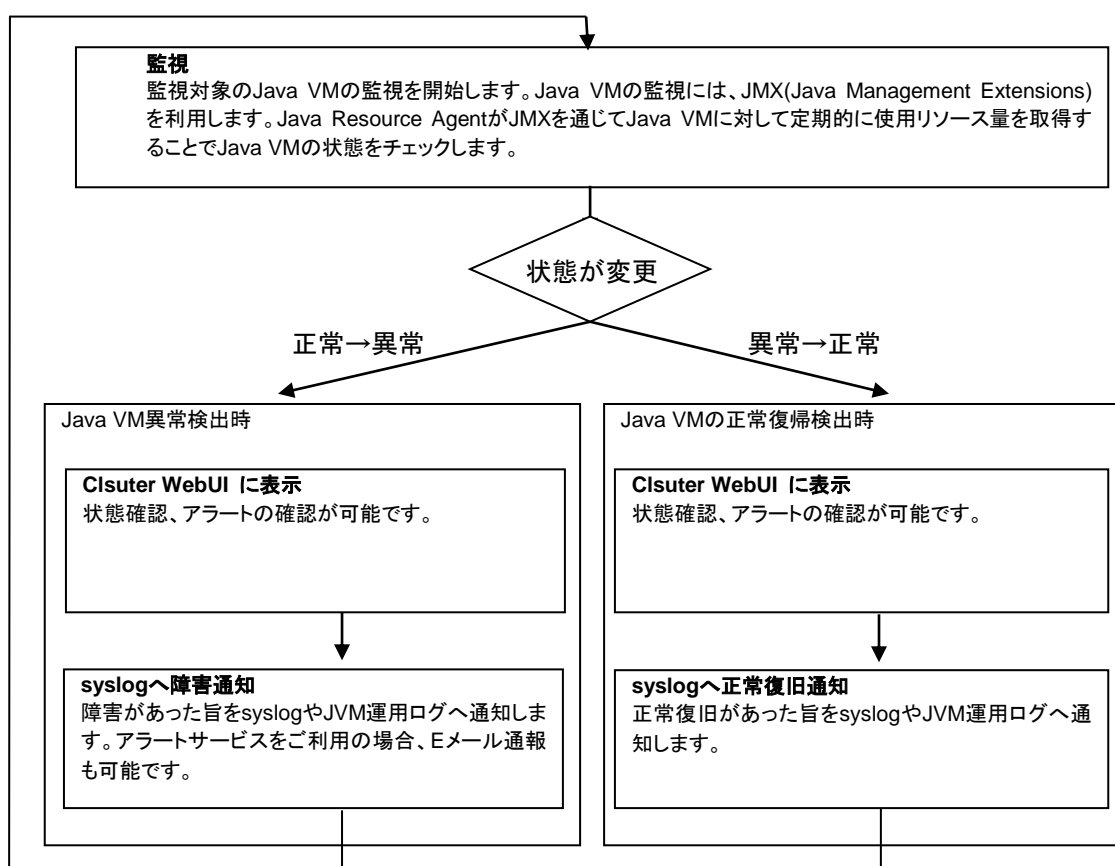 監視
監視対象のJava VMの監視を開始します。Java VMの監視には、JMX(Java Management Extensions)
を利用します。Java Resource AgentがJMXを通じてJava VMに対して定期的に使用リソース量を取得す
ることでJava VMの状態をチェックします。
状態が変更
正常→異常
異常→正常
Java VM異常検出時
Clsuter WebUI に表示
状態確認、アラートの確認が可能です。
syslogへ障害通知
障害があった旨をsyslogやJVM運用ログへ通知しま
す。アラートサービスをご利用の場合、Eメール通報
も可能です。
Java VMの正常復帰検出時
Clsuter WebUI に表示
状態確認、アラートの確認が可能です。
syslogへ正常復旧通知
正常復旧があった旨をsyslogやJVM運用ログへ通
知します。